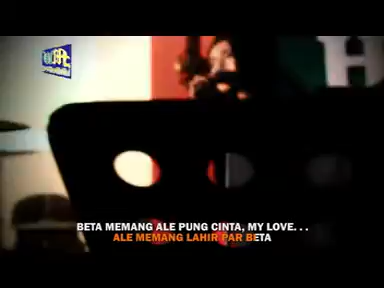 H
BETA MEMANG ALE PUNG CINTA, MY LOVE. . .
ALE MEMANG LAHIR PAR BETA